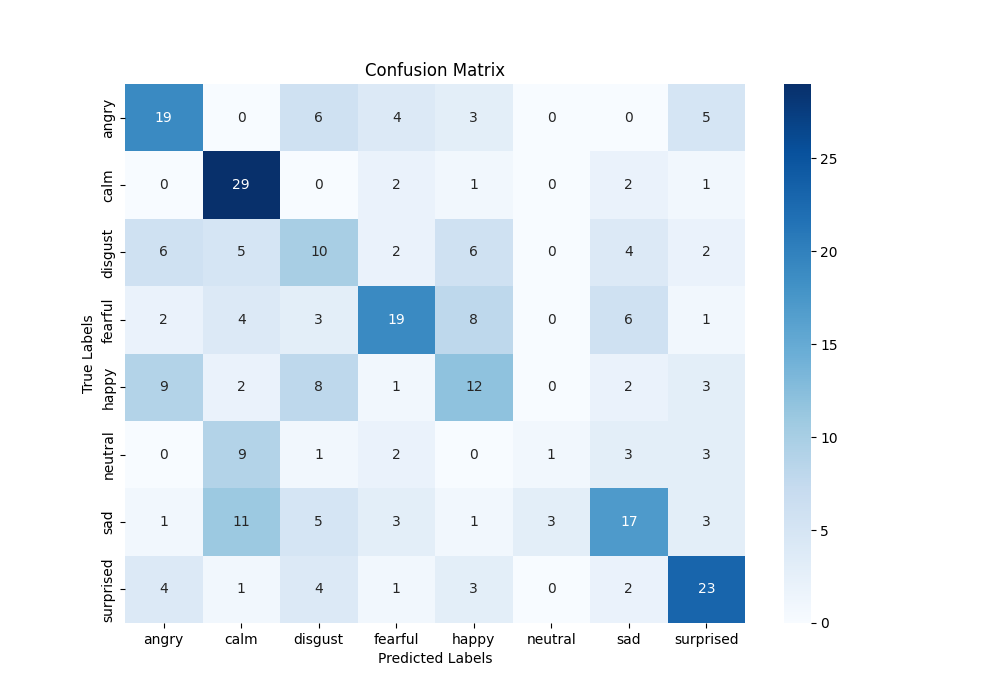 Confusion Matrix
angry 19 0 6 4 3 0 0 5
calm 0 29 0 2 1 0 2 1
disgust 6 5 10 2 6 0 4 2
fearful 2 4 3 19 8 0 6 1
happy 9 2 8 1 12 0 2 3
neutral 0 9 1 2 0 1 3 3
sad 1 11 5 3 1 3 17 3
surprised 4 1 4 1 3 0 2 23
angry calm disgust fearful happy neutral sad surprised
Predicted Labels
True Labels
25
20
15
10
5
0